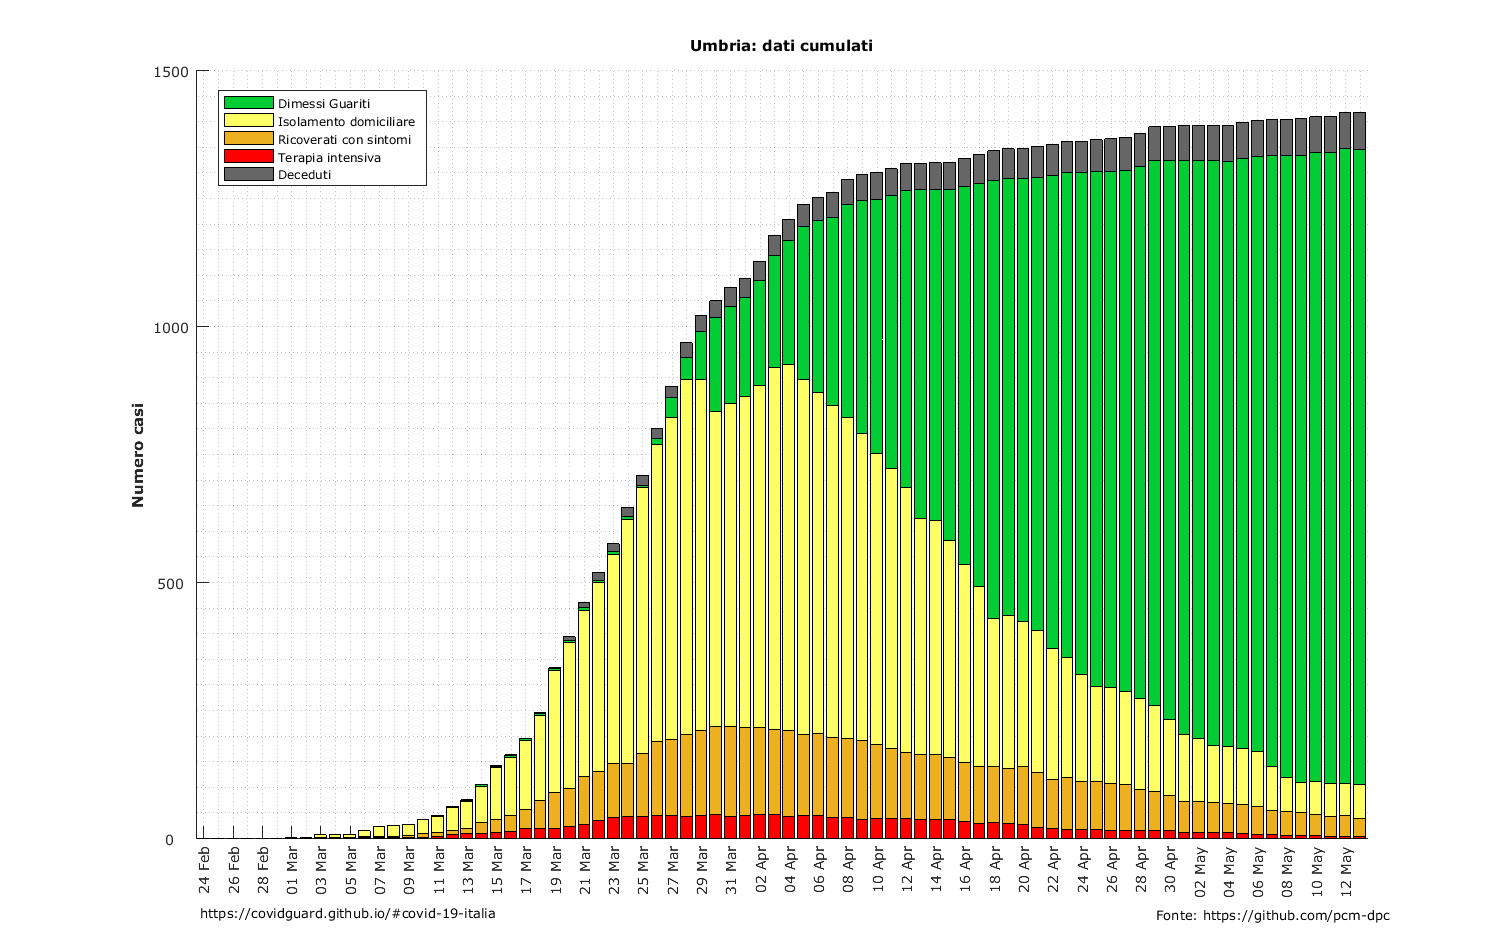 Umbria: dati cumulati
1500
1000
500
0
Numero casi
Dimessi Guariti
Isolamento domiciliare
Ricoverati con sintomi
Terapia intensiva
Deceduti
24 Feb
26 Feb
28 Feb
01 Mar
03 Mar
05 Mar
07 Mar
09 Mar
11 Mar
13 Mar
15 Mar
17 Mar
19 Mar
21 Mar
23 Mar
25 Mar
27 Mar
29 Mar
31 Mar
02 Apr
04 Apr
06 Apr
08 Apr
10 Apr
12 Apr
14 Apr
16 Apr
18 Apr
20 Apr
22 Apr
24 Apr
26 Apr
28 Apr
30 Apr
02 May
04 May
06 May
08 May
10 May
12 May
https://covidguard.github.io/#covid-19-italia
Fonte: https://github.com/pcm-dpc